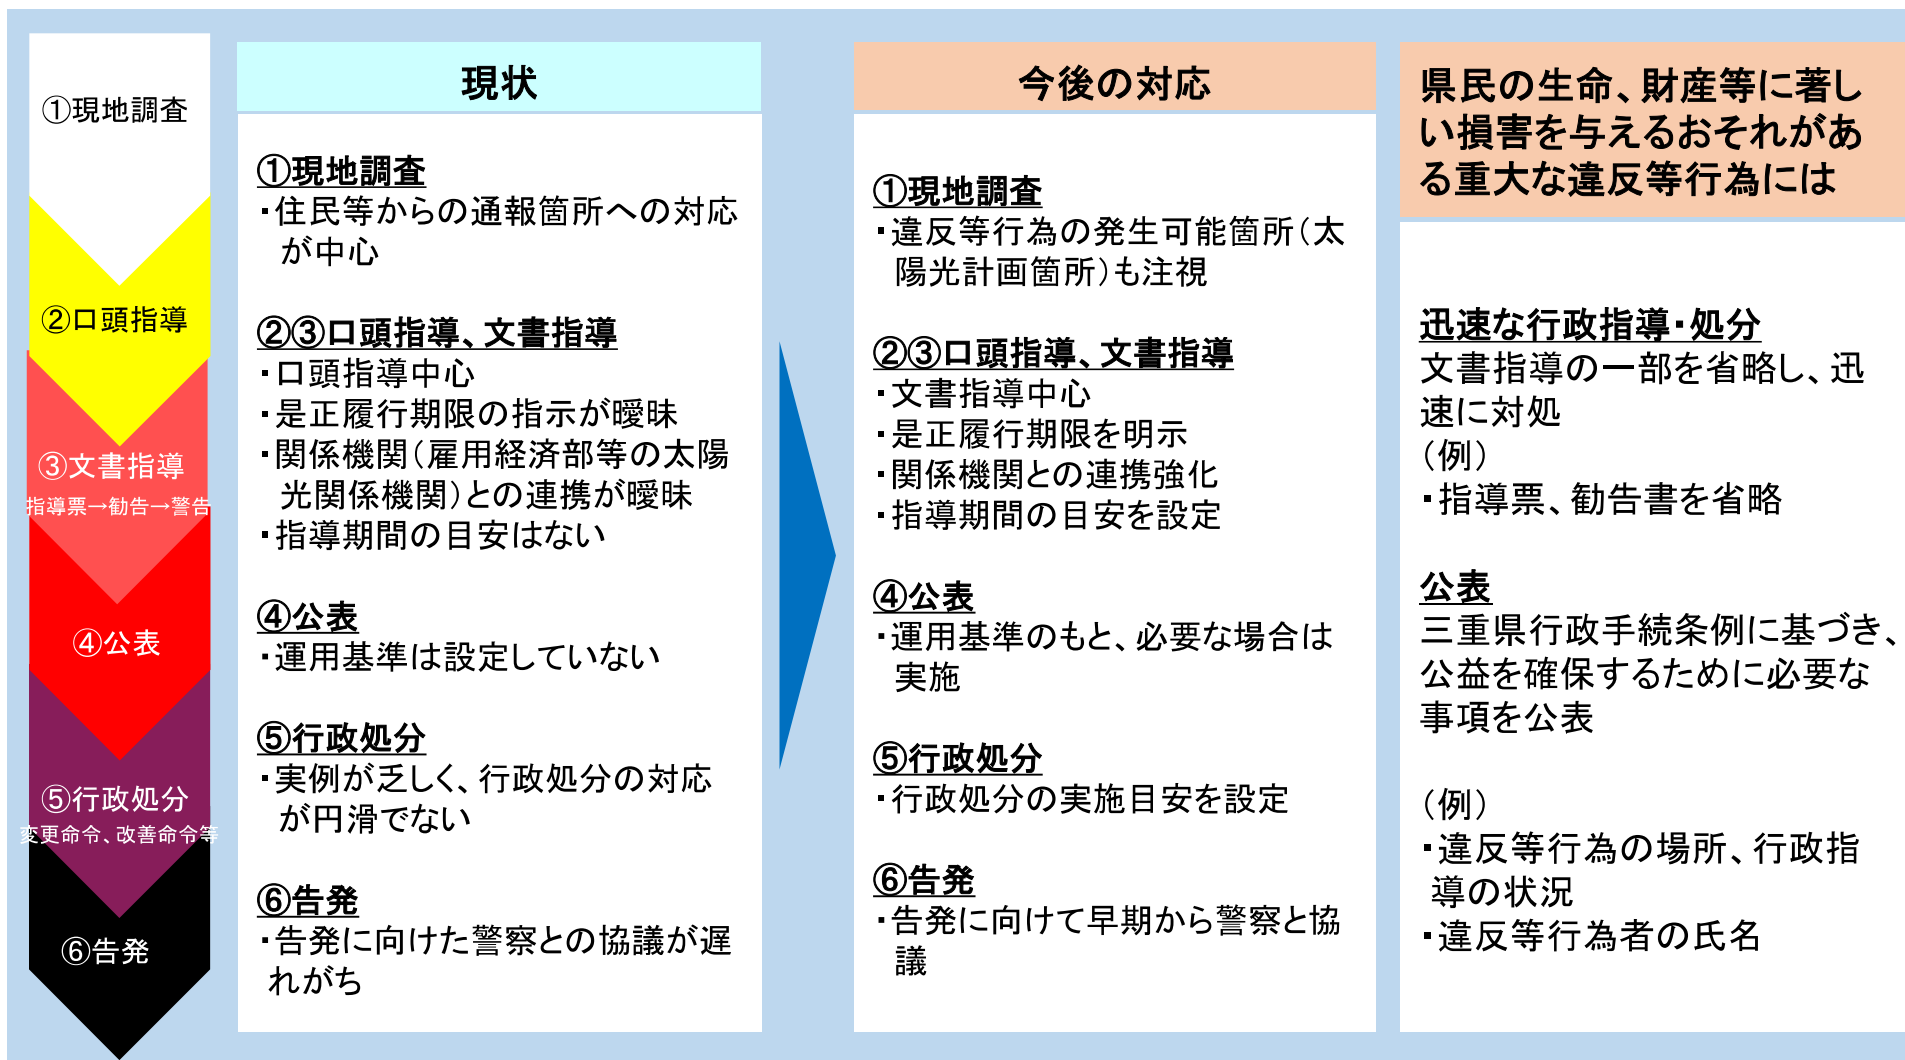 ①現地調査
②口頭指導
③文書指導
指導票→勧告→警告
④公表
⑤行政処分
変更命令、改善命令等
⑥告発
現状
①現地調査
・住民等からの通報箇所への対応
が中心
②③口頭指導、文書指導
・口頭指導中心
・是正履行期限の指示が曖昧
・関係機関(雇用経済部等の太陽
光関係機関)との連携が曖昧
・指導期間の目安はない
④公表
・運用基準は設定していない
⑤行政処分
・実例が乏しく、行政処分の対応
が円滑でない
⑥告発
・告発に向けた警察との協議が遅
れがち
今後の対応
①現地調査
・違反等行為の発生可能箇所(太
陽光計画箇所)も注視
②③口頭指導、文書指導
・文書指導中心
・是正履行期限を明示
・関係機関との連携強化
・指導期間の目安を設定
④公表
・運用基準のもと、必要な場合は
実施
⑤行政処分
・行政処分の実施目安を設定
⑥告発
・告発に向けて早期から警察と協
議
県民の生命、財産等に著し
い損害を与えるおそれがあ
る重大な違反等行為には
迅速な行政指導・処分
文書指導の一部を省略し、迅
速に対処
(例)
・指導票、勧告書を省略
公表
三重県行政手続条例に基づき、
公益を確保するために必要な
事項を公表
(例)
・違反等行為の場所、行政指
導の状況
・違反等行為者の氏名